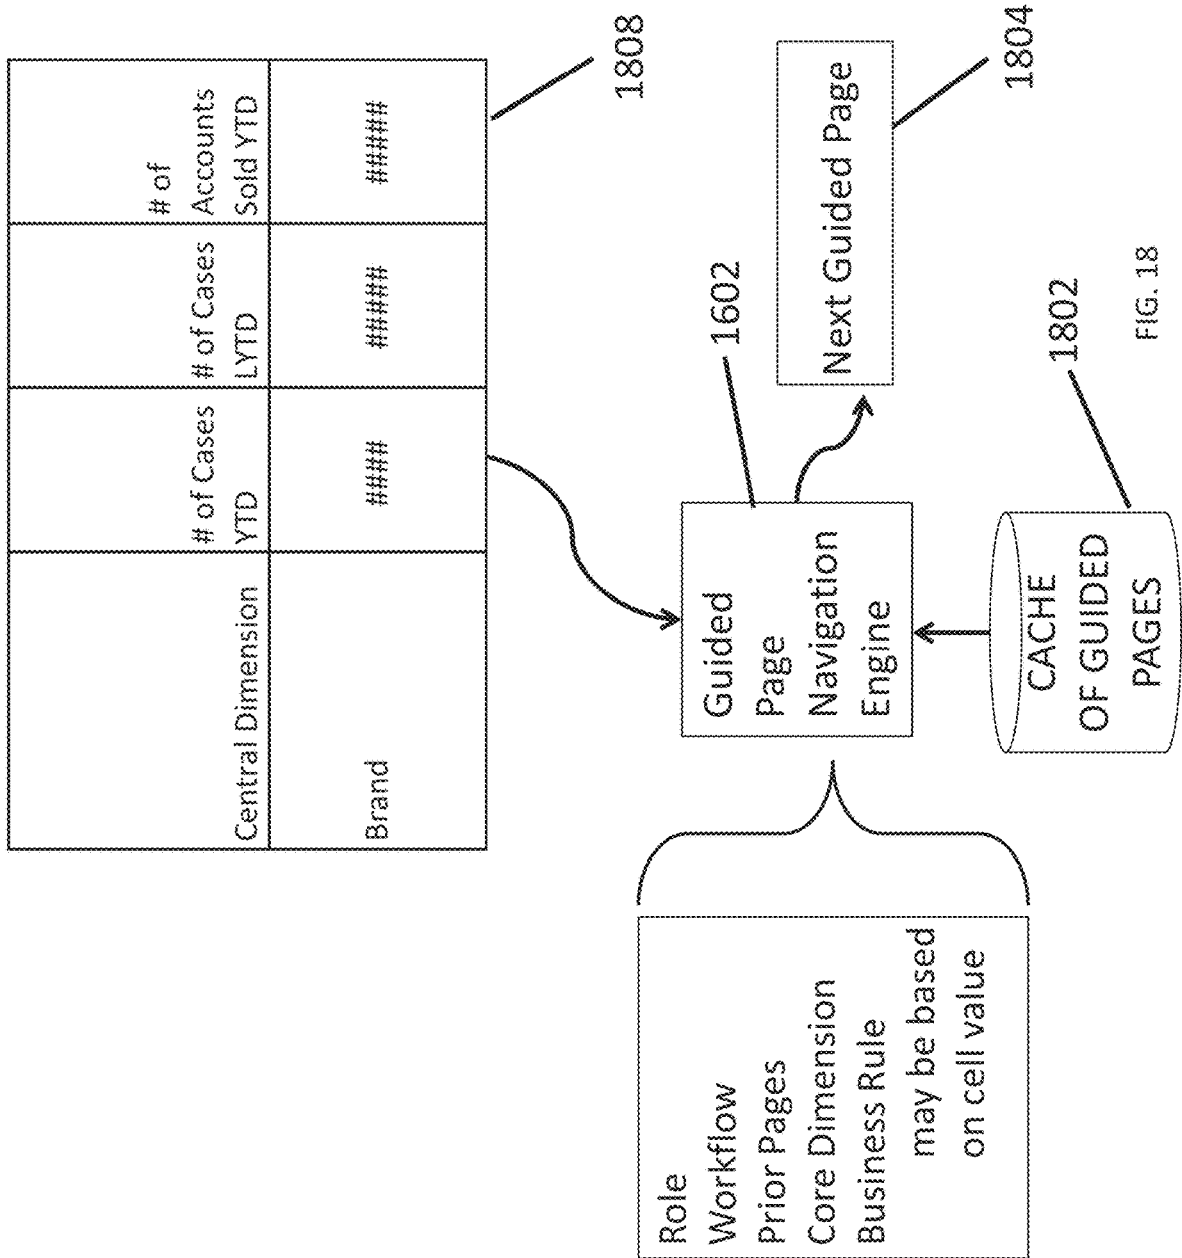 Central Dimension
# of Cases
YTD
# of Cases
LYTD
# of
Accounts
Sold YTD
Brand
####
#####
#####
1808
Role
Workflow
Prior Pages
Core Dimension
Business Rule
may be based
on cell value
Guided
Page
Navigation
Engine
1602
Next Guided Page
1804
CACHE
OF GUIDED
PAGES
1802
FIG. 18